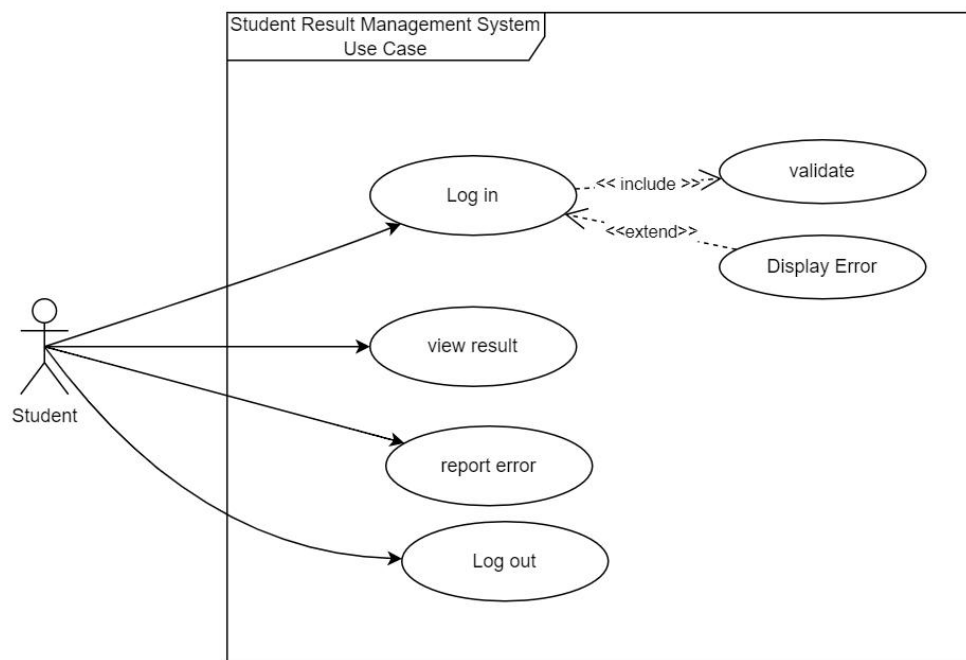 Student Result Management System
Use Case
Log in
<< include >>
validate
<<extend>>
Display Error
view result
Student
report error
Log out